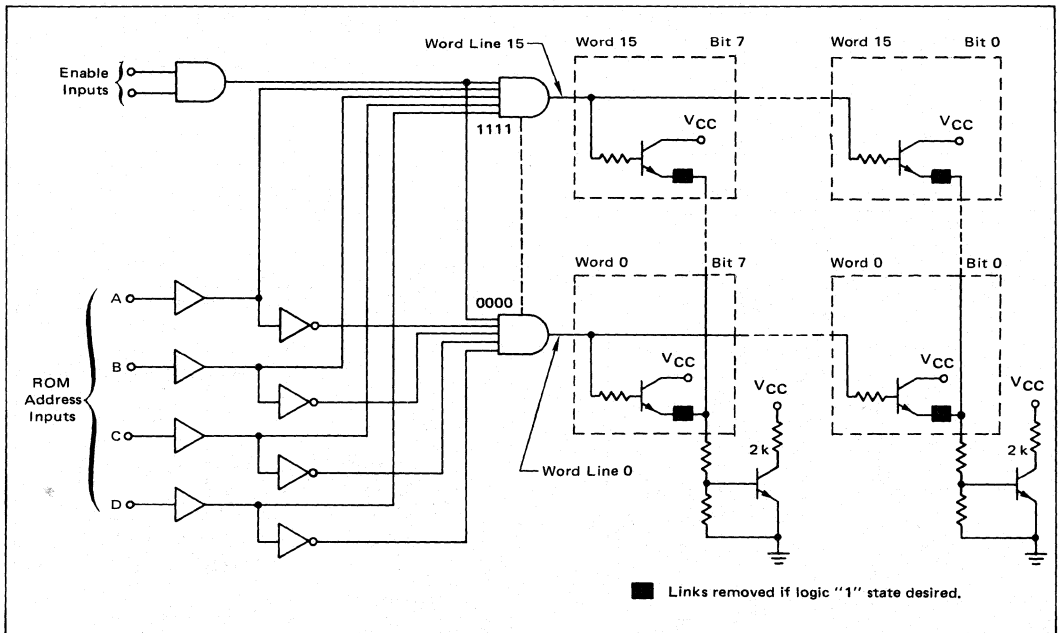 Word Line 15
Word 15
Bit 7
Word 15
Bit 0
Enable
Inputs
VCC
VCC
1111
Word 0
Bit 7
Word 0
Bit 0
0000
A
B
C
D
ROM
Address
Inputs
VCC
VCC
VCC
VCC
2k
2k
Word Line 0
Links removed if logic "1" state desired.